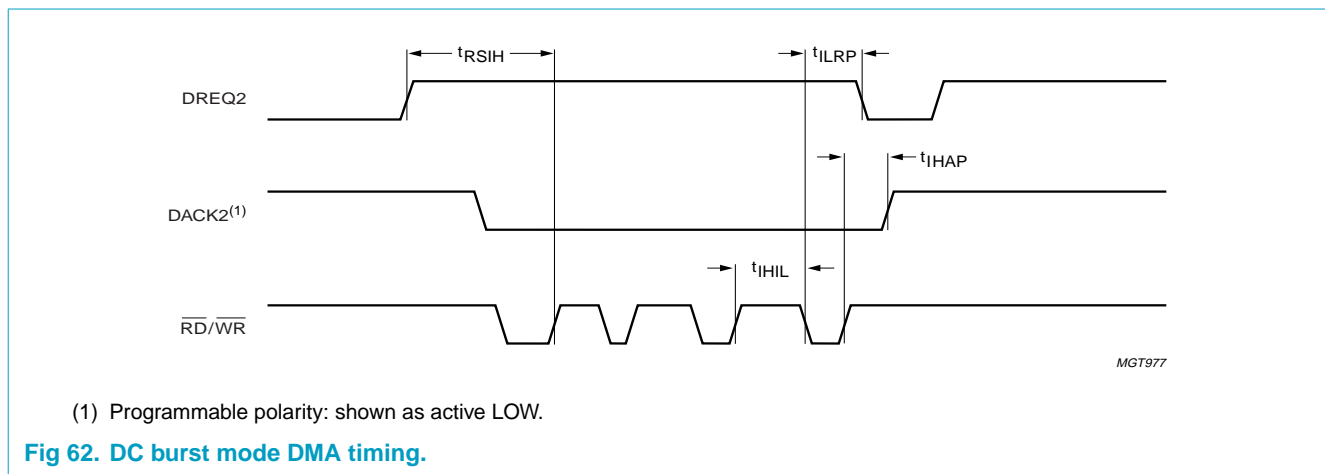 tRSIH
tILRP
DREQ2
tIHAP
DACK2(1)
tIHIL
RD/WR
MGT977
(1) Programmable polarity: shown as active LOW.
Fig 62. DC burst mode DMA timing.